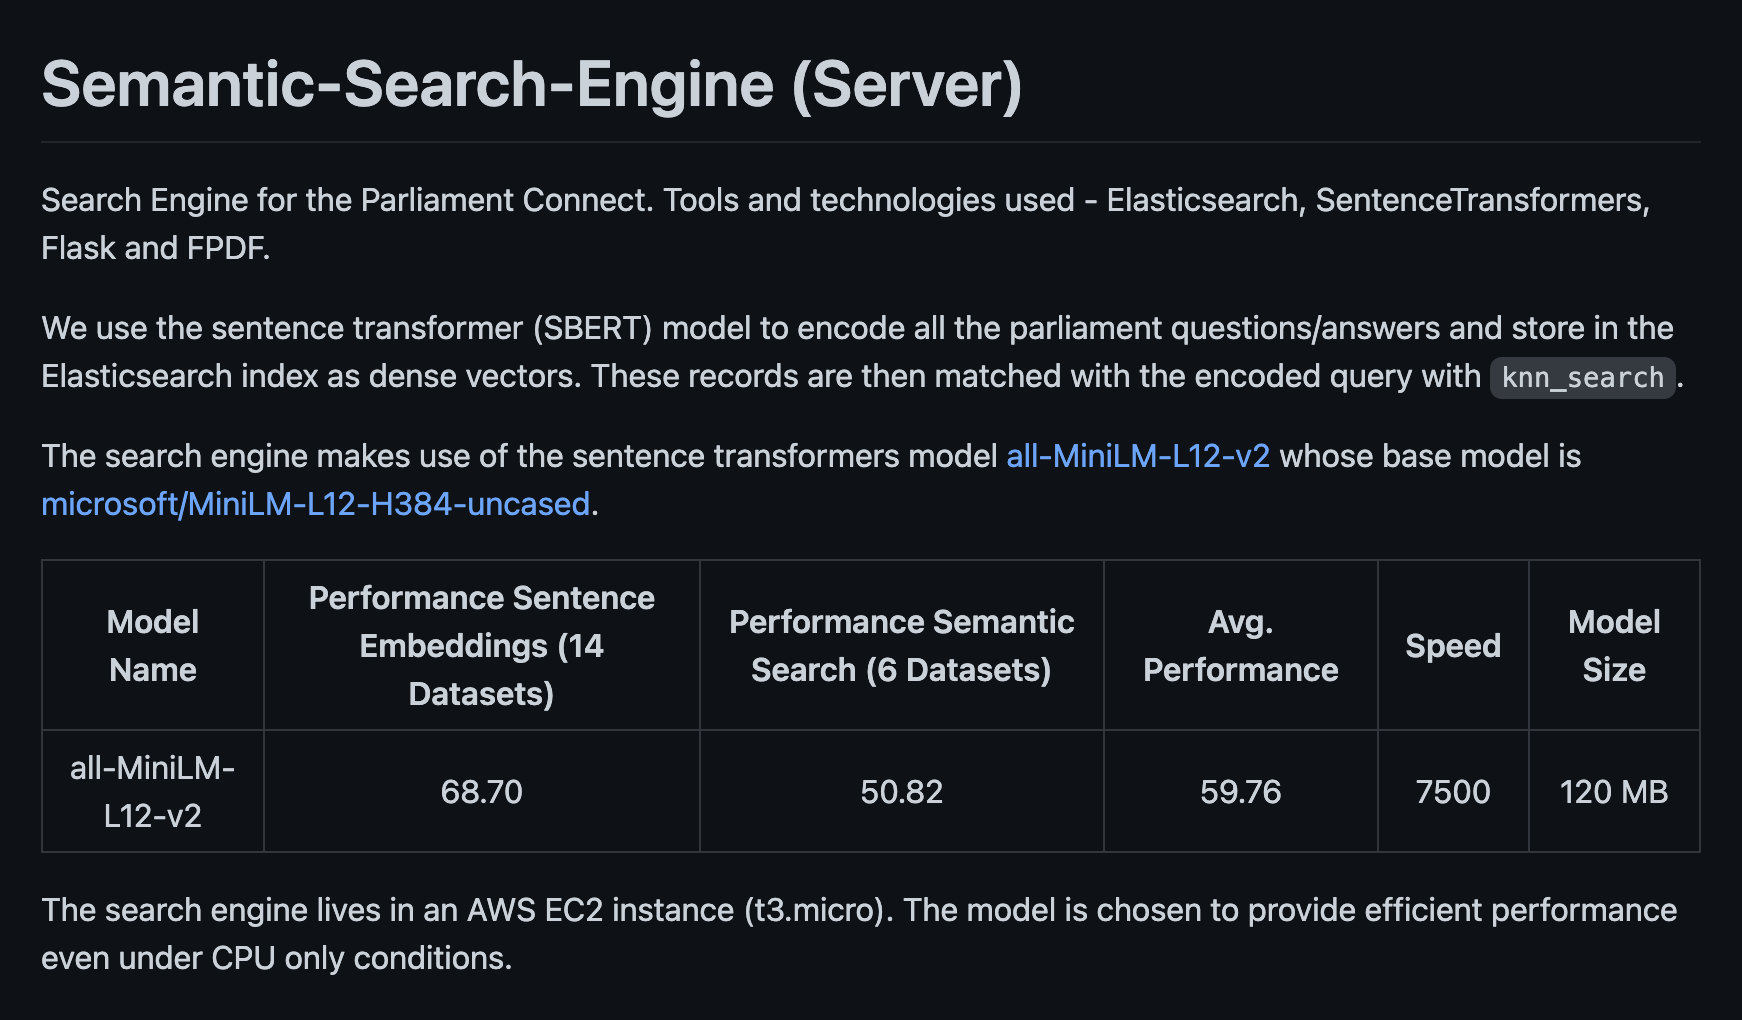 Semantic-Search-Engine (Server)
Search Engine for the Parliament Connect. Tools and technologies used - Elasticsearch, SentenceTransformers,
Flask and FPDF.
We use the sentence transformer (SBERT) model to encode all the parliament questions/answers and store in the
Elasticsearch index as dense vectors. These records are then matched with the encoded query with knn_search.
The search engine makes use of the sentence transformers model all-MiniLM-L12-v2 whose base model is
microsoft/MiniLM-L12-H384-uncased.
Model
Name
Performance Sentence
Embeddings (14
Datasets)
Performance Semantic
Search (6 Datasets)
Avg.
Performance
Speed
Model
Size
all-MiniLM-
L12-v2
68.70
50.82
59.76
7500
120 MB
The search engine lives in an AWS EC2 instance (t3.micro). The model is chosen to provide efficient performance
even under CPU only conditions.